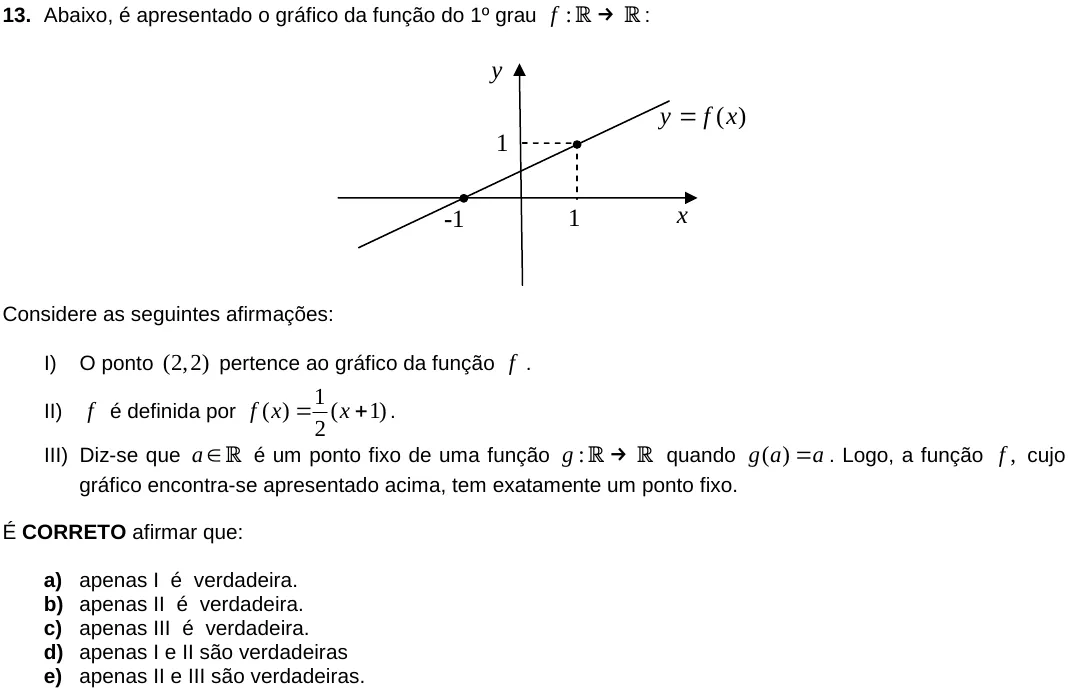 13. Abaixo, é apresentado o gráfico da função do 1º grau f : ℝ → ℝ :
y
y = f (x)
1
-1
1
x
Considere as seguintes afirmações:
I) O ponto (2,2) pertence ao gráfico da função f .
II) f é definida por f (x) = 1/2 (x +1) .
III) Diz-se que a ∈ ℝ é um ponto fixo de uma função g : ℝ → ℝ quando g(a) = a . Logo, a função f , cujo
gráfico encontra-se apresentado acima, tem exatamente um ponto fixo.
É CORRETO afirmar que:
a) apenas I é verdadeira.
b) apenas II é verdadeira.
c) apenas III é verdadeira.
d) apenas I e II são verdadeiras
e) apenas II e III são verdadeiras.